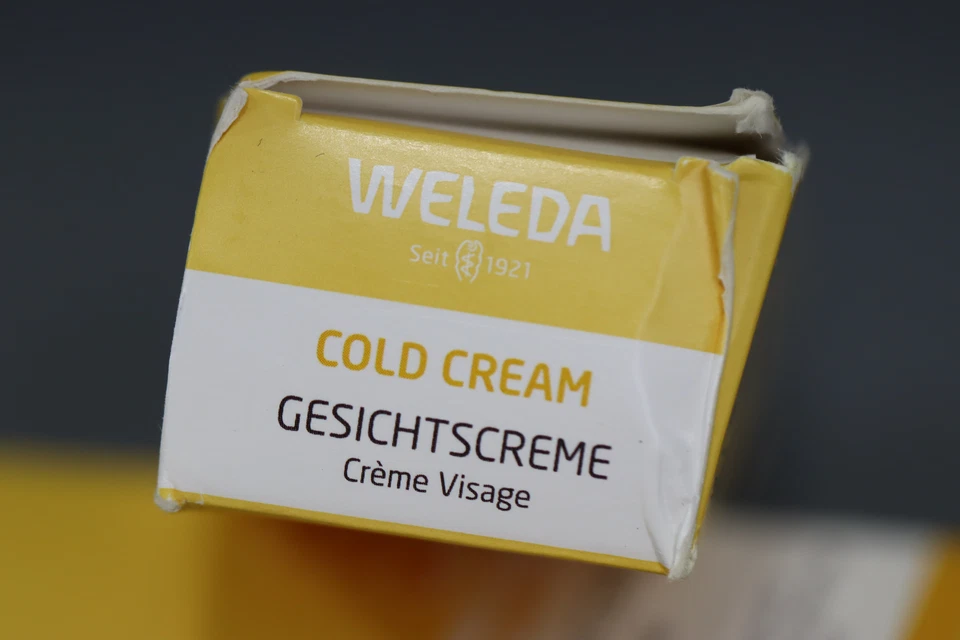 WELEDA
Seit 1921
COLD CREAM
GESICHTSCREME
Crème Visage